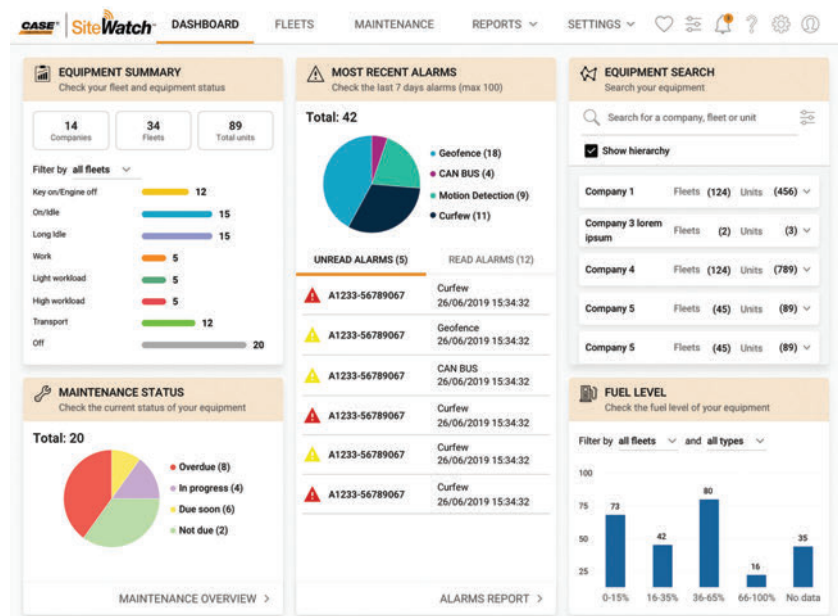 CASE SiteWatch DASHBOARD FLEETS MAINTENANCE REPORTS SETTINGS
EQUIPMENT SUMMARY
Check your fleet and equipment status
14 34 89
Companies Fleets Total units
Filter by all fleets
Key on/Engine off 12
On/Idle 15
Long Idle 15
Work 5
Light workload 5
High workload 5
Transport 12
Off 20
MOST RECENT ALARMS
Check the last 7 days alarms (max 100)
Total: 42
Geofence (18)
CAN BUS (4)
Motion Detection (9)
Curfew (11)
UNREAD ALARMS (5) READ ALARMS (12)
Curfew
A1233-56789067
26/06/2019 15:34:32
Geofence
A1233-56789067
26/06/2019 15:34:32
CAN BUS
A1233-56789067
26/06/2019 15:34:32
Curfew
A1233-56789067
26/06/2019 15:34:32
Curfew
A1233-56789067
26/06/2019 15:34:32
Curfew
A1233-56789067
26/06/2019 15:34:32
ALARMS REPORT >
EQUIPMENT SEARCH
Search your equipment
Search for a company, fleet or unit
Show hierarchy
Company 1 Fleets (124) Units (456)
Company 3 lorem
ipsum Fleets (2) Units (3)
Company 4 Fleets (124) Units (789)
Company 5 Fleets (45) Units (89)
Company 5 Fleets (45) Units (89)
MAINTENANCE STATUS
Check the current status of your equipment
Total: 20
Overdue (8)
In progress (4)
Due soon (6)
Not due (2)
MAINTENANCE OVERVIEW >
FUEL LEVEL
Check the fuel level of your equipment
Filter by all fleets and all types
100
75
50
25
73 42 80 16 35
0-15% 16-35% 36-65% 66-100% No data